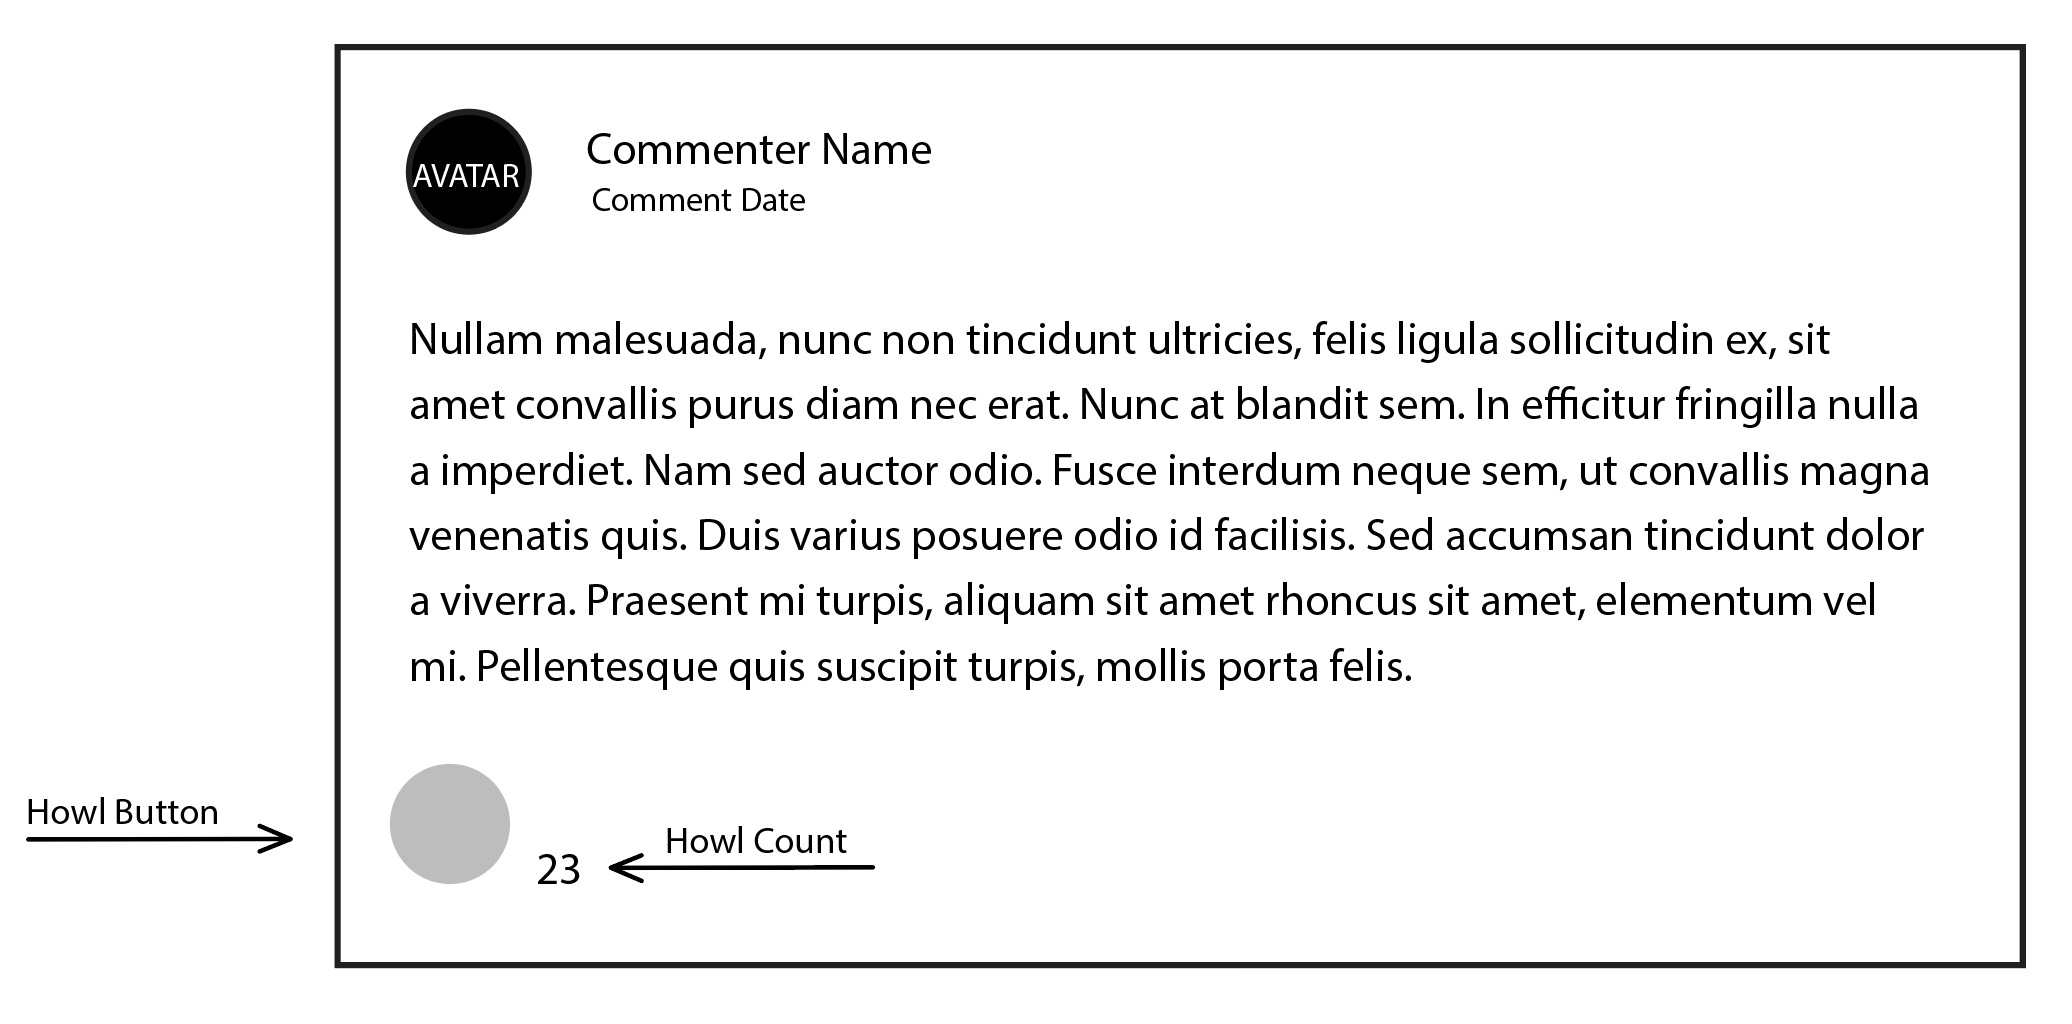 AVATAR
Commenter Name
Comment Date
Nullam malesuada, nunc non tincidunt ultricies, felis ligula sollicitudin ex, sit
amet convallis purus diam nec erat. Nunc at blandit sem. In efficitur fringilla nulla
a imperdiet. Nam sed auctor odio. Fusce interdum neque sem, ut convallis magna
venenatis quis. Duis varius posuere odio id facilisis. Sed accumsan tincidunt dolor
a viverra. Praesent mi turpis, aliquam sit amet rhoncus sit amet, elementum vel
mi. Pellentesque quis suscipit turpis, mollis porta felis.
Howl Button
23
Howl Count